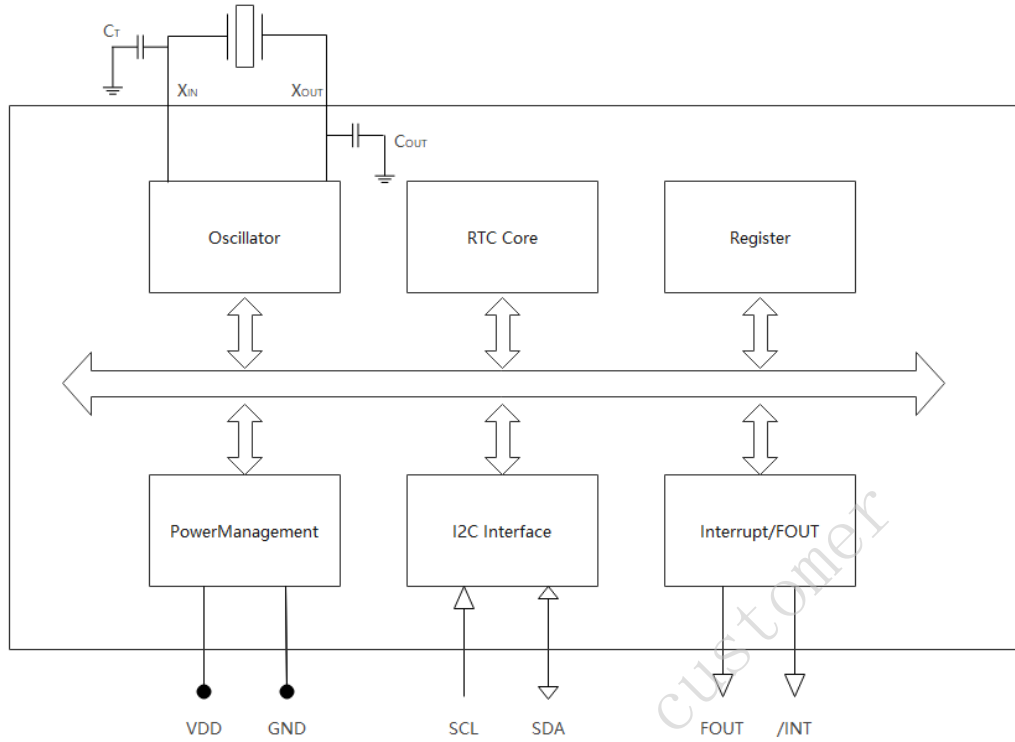 CT
XIN
XOUT
COUT
Oscillator
RTC Core
Register
PowerManagement
I2C Interface
Interrupt/FOUT
customer
VDD
GND
SCL
SDA
FOUT
/INT